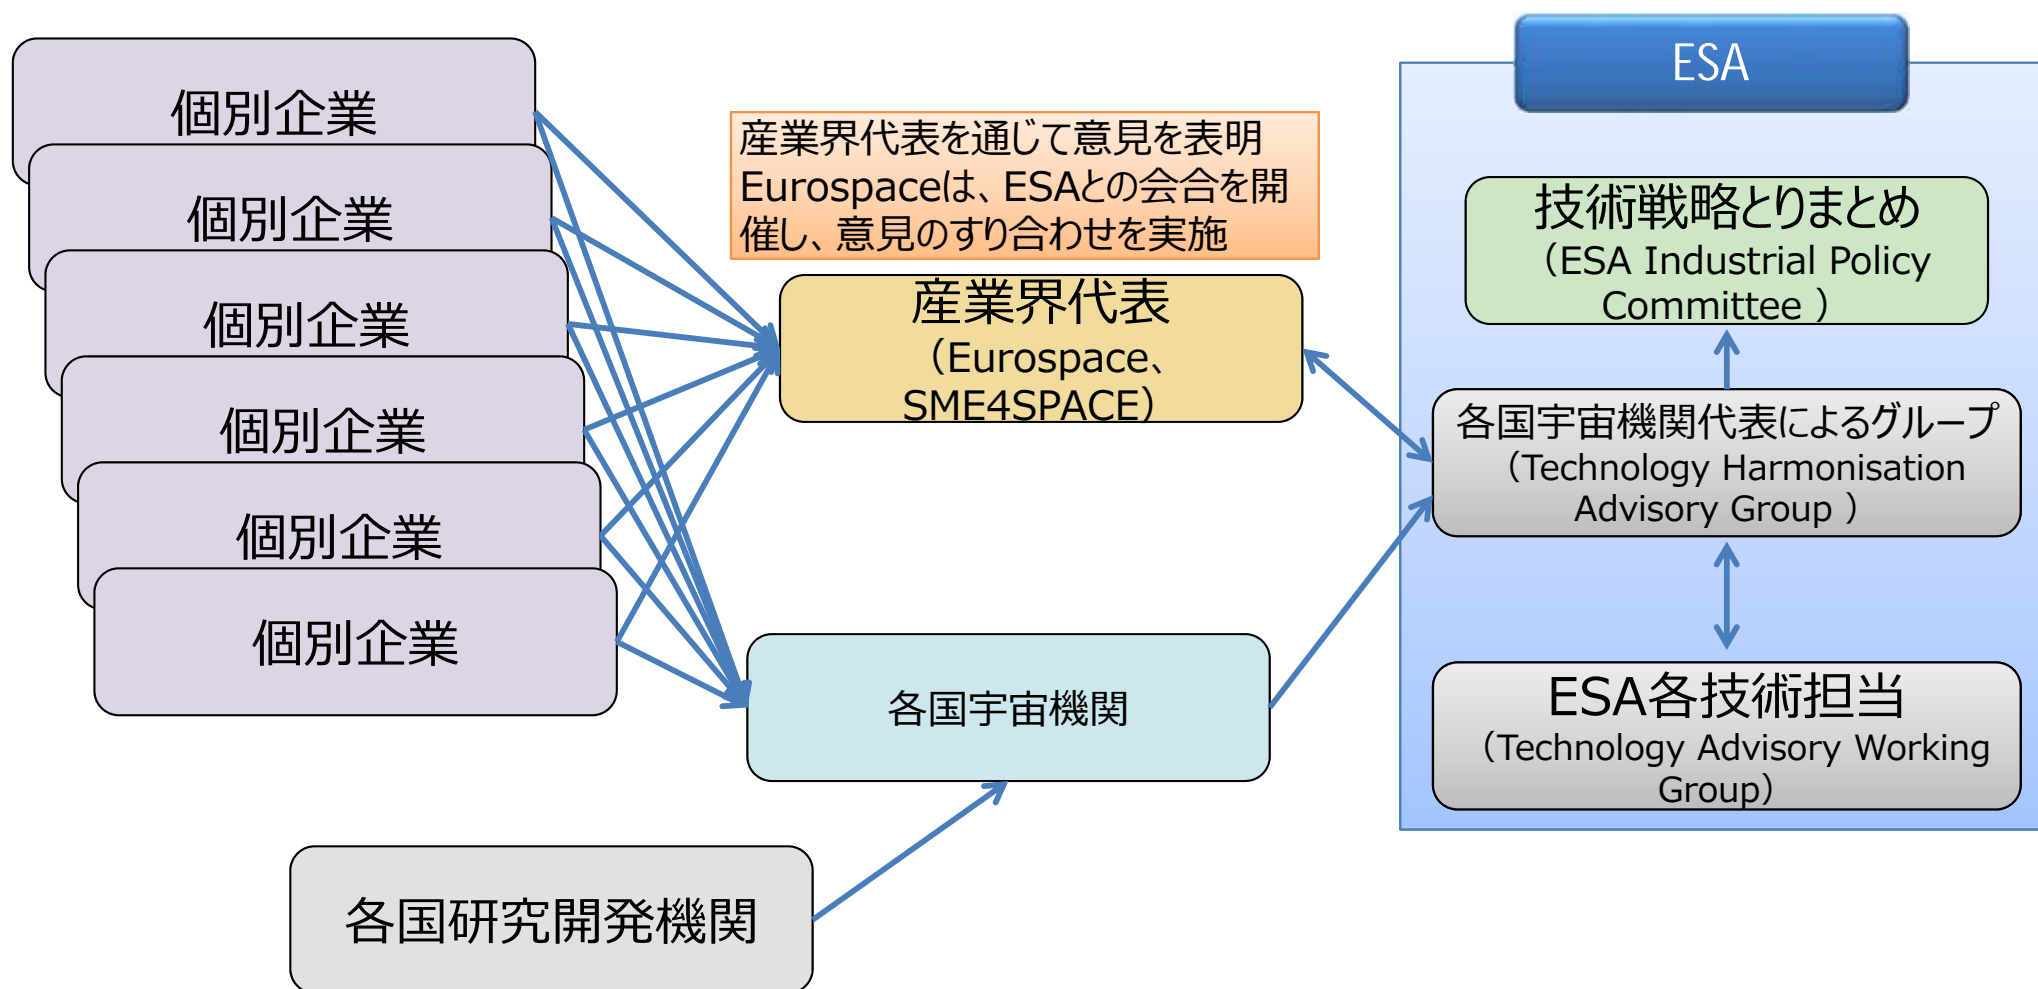 個別企業
個別企業
個別企業
個別企業
個別企業
個別企業
産業界代表を通じて意見を表明
Eurospaceは、ESAとの会合を開
催し、意見のすり合わせを実施
産業界代表
（Eurospace、
SME4SPACE）
各国宇宙機関
各国研究開発機関
ESA
技術戦略とりまとめ
（ESA Industrial Policy
Committee ）
各国宇宙機関代表によるグループ
（Technology Harmonisation
Advisory Group ）
ESA各技術担当
（Technology Advisory Working
Group）